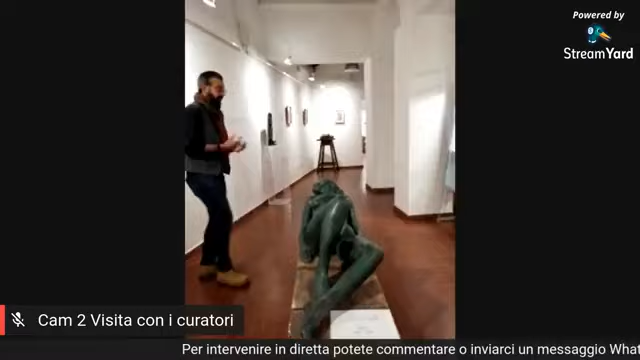 Powered by
StreamYard
Cam 2 Visita con i curatori
Per intervenire in diretta potete commentare o inviarci un messaggio What